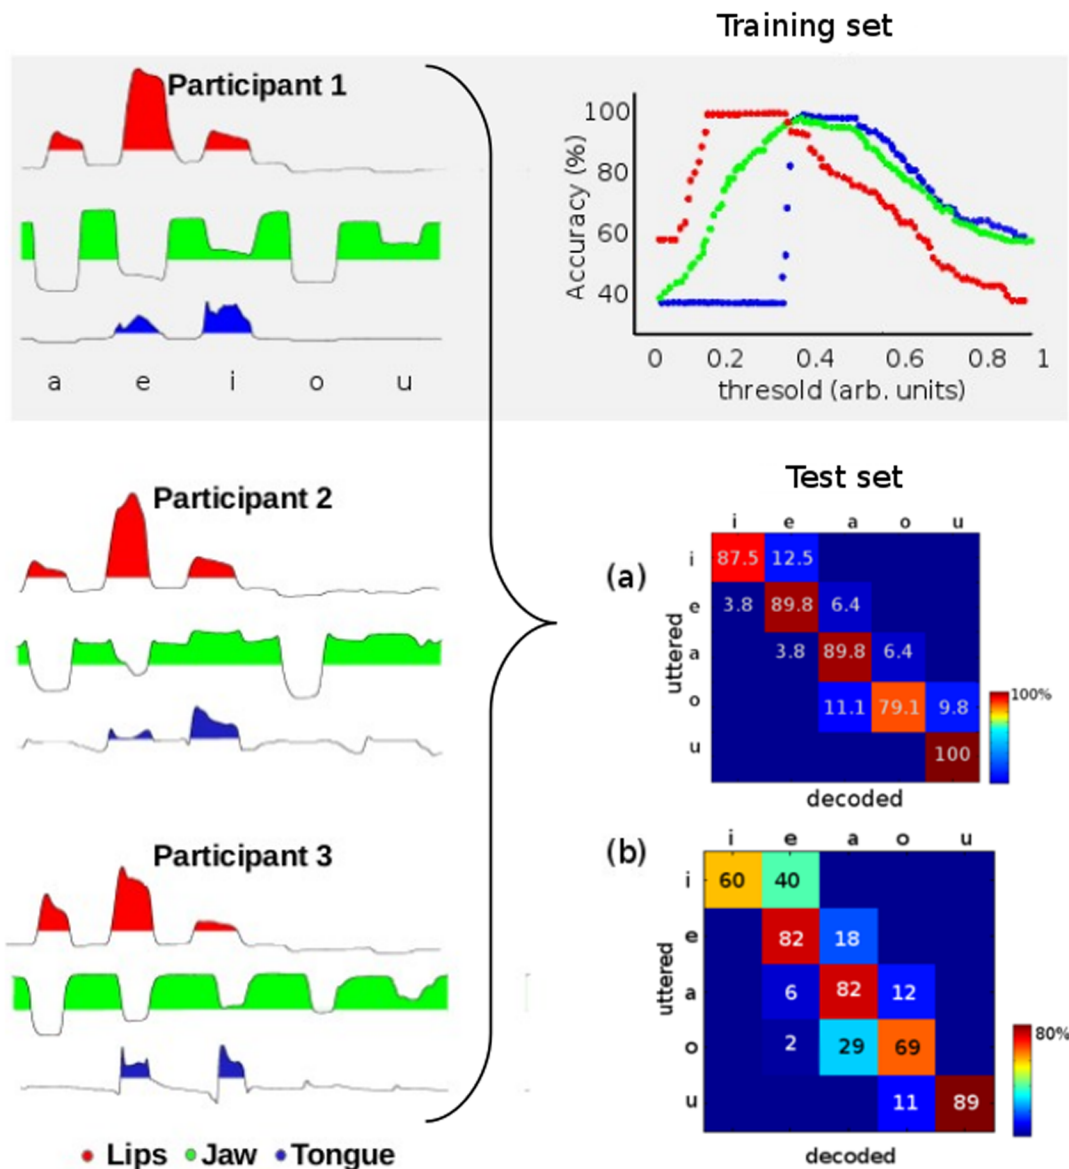 Training set
Participant 1
a e i o u
Accuracy (%)
100
80
60
40
0 0.2 0.4 0.6 0.8 1
thresold (arb. units)
Participant 2
Participant 3
Lips Jaw Tongue
Test set
(a)
i e a o u
i 87.5 12.5
e 3.8 89.8 6.4
a 3.8 89.8 6.4
o 11.1 79.1 9.8
u 100
uttered
decoded
100%
(b)
i e a o u
i 60 40
e 82 18
a 6 82 12
o 2 29 69
u 11 89
uttered
decoded
80%